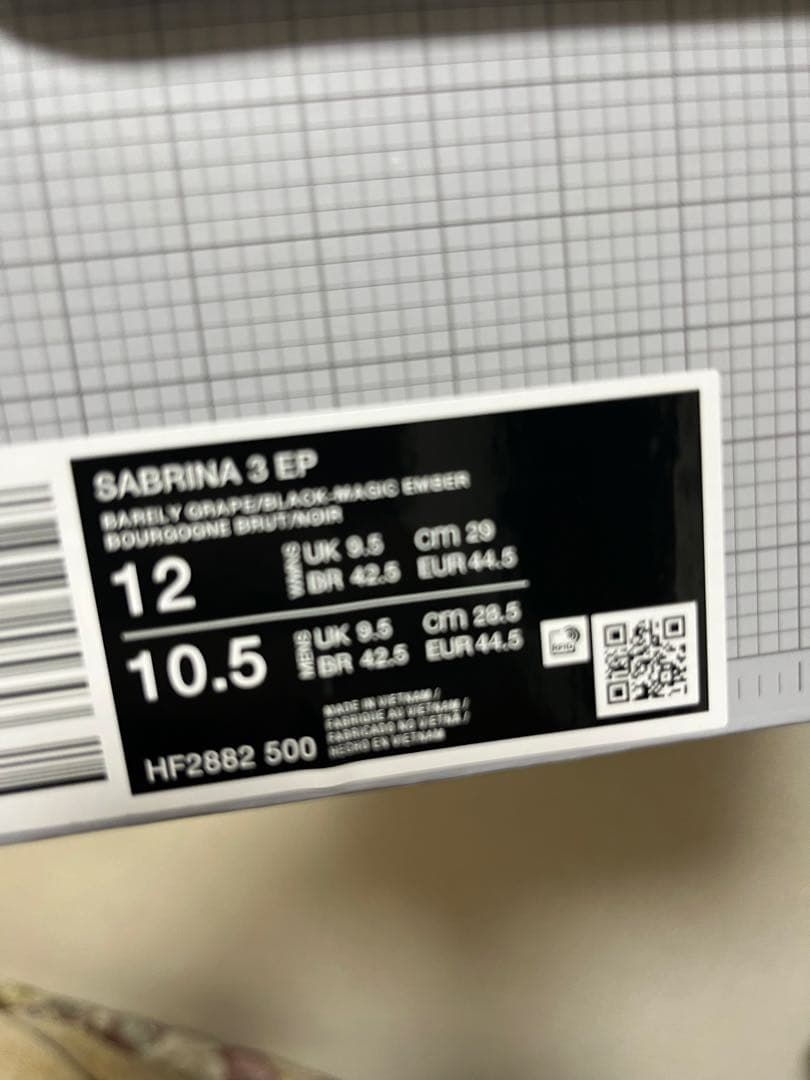 SABRINA 3 EP
BARELY GRAPE/BLACK-MAGIC EMBER
BOURGOGNE BRUT/NOIR
12 WMNS UK 9.5 cm 29
BR 42.5 EUR 44.5
10.5 MENS UK 9.5 cm 28.5
BR 42.5 EUR 44.5
RFID
MADE IN VIETNAM /
FABRIQUE AU VIETNAM /
FABRICADO NO VIETNÃ /
HECHO EN VIETNAM
HF2882 500